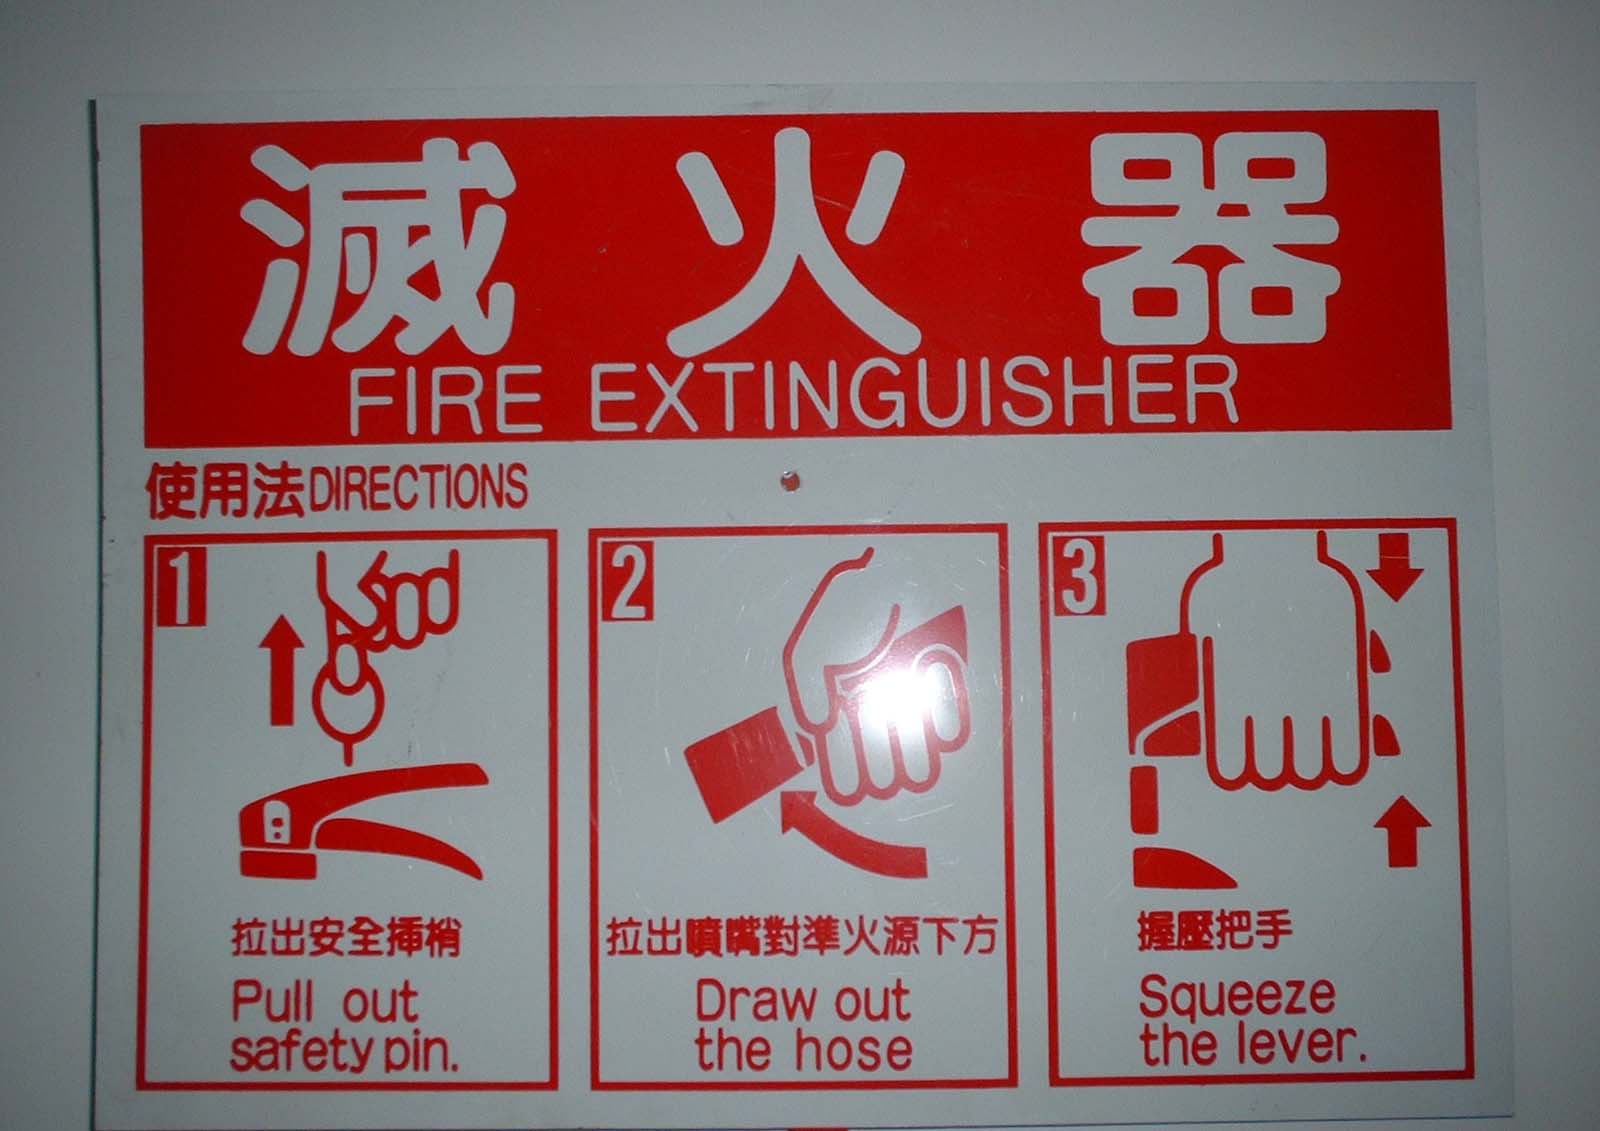 滅火器
FIRE EXTINGUISHER
使用法DIRECTIONS
1
拉出安全插梢
Pull out
safety pin.
2
拉出噴嘴對準火源下方
Draw out
the hose
3
握壓把手
Squeeze
the lever.